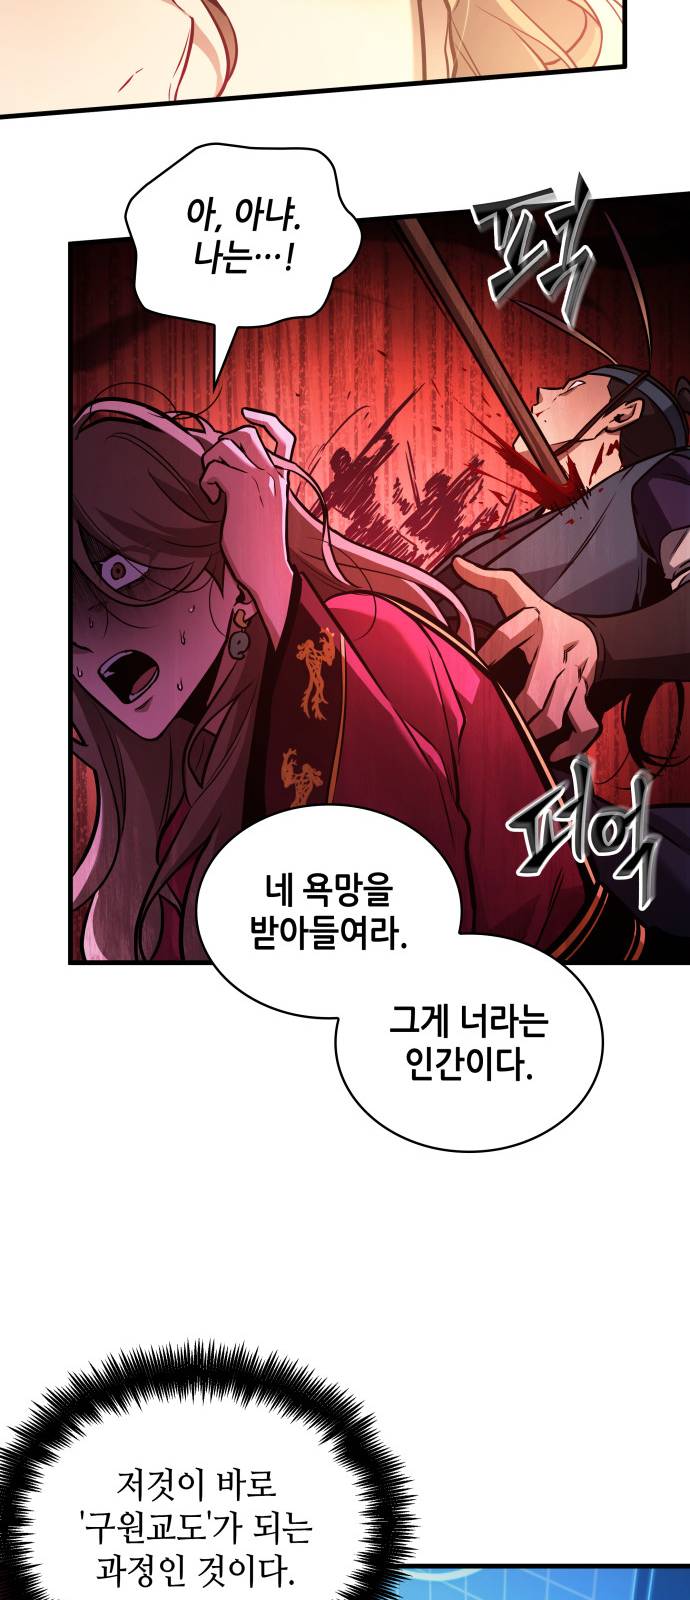 아, 아냐.
나는…!
퍽
네 욕망을
받아들여라.
퍼억
그게 너라는
인간이다.
저것이 바로
'구원교도'가 되는
과정인 것이다.